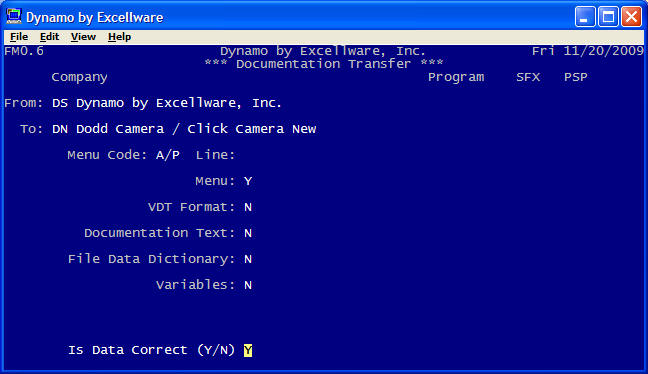 Dynamo by Excellware
File Edit View Help
FM0.6 Dynamo by Excellware, Inc. Fri 11/20/2009
*** Documentation Transfer ***
Company Program SFX PSP
From: DS Dynamo by Excellware, Inc.
To: DN Dodd Camera / Click Camera New
Menu Code: A/P Line:
Menu: Y
VDT Format: N
Documentation Text: N
File Data Dictionary: N
Variables: N
Is Data Correct (Y/N) Y